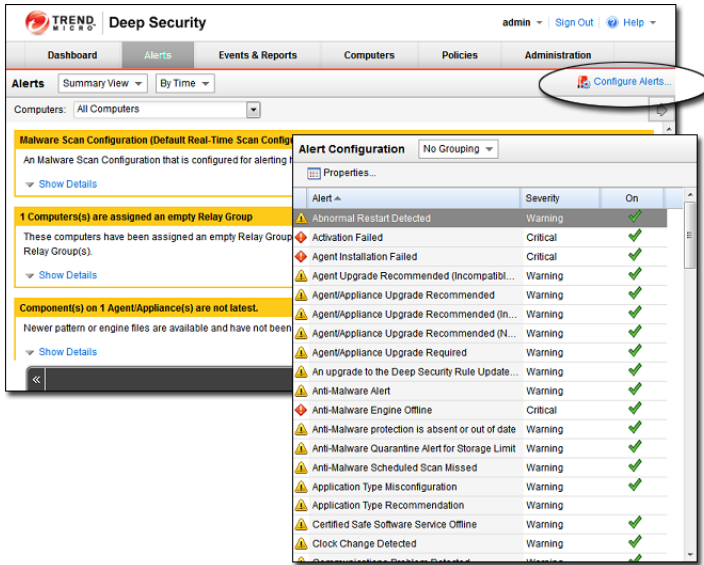 TREND
MICRO
Deep Security
admin
Sign Out
Help
Dashboard
Alerts
Events & Reports
Computers
Policies
Administration
Alerts
Summary View
By Time
Configure Alerts...
Computers: All Computers
Malware Scan Configuration (Default Real-Time Scan Config
An Malware Scan Configuration that is configured for alerting h
Show Details
1 Computers(s) are assigned an empty Relay Group
These computers have been assigned an empty Relay Group
Relay Group(s).
Show Details
Component(s) on 1 Agent/Appliance(s) are not latest.
Newer pattern or engine files are available and have not been
Show Details
«
Alert Configuration
No Grouping
Properties...
Alert Severity On
Abnormal Restart Detected Warning
Activation Failed Critical
Agent Installation Failed Critical
Agent Upgrade Recommended (Incompatibl... Warning
Agent/Appliance Upgrade Recommended Warning
Agent/Appliance Upgrade Recommended (In... Warning
Agent/Appliance Upgrade Recommended (N... Warning
Agent/Appliance Upgrade Required Warning
An upgrade to the Deep Security Rule Update... Warning
Anti-Malware Alert Warning
Anti-Malware Engine Offline Critical
Anti-Malware protection is absent or out of date Warning
Anti-Malware Quarantine Alert for Storage Limit Warning
Anti-Malware Scheduled Scan Missed Warning
Application Type Misconfiguration Warning
Application Type Recommendation Warning
Certified Safe Software Service Offline Warning
Clock Change Detected Warning
Communications Problem Detected Warning